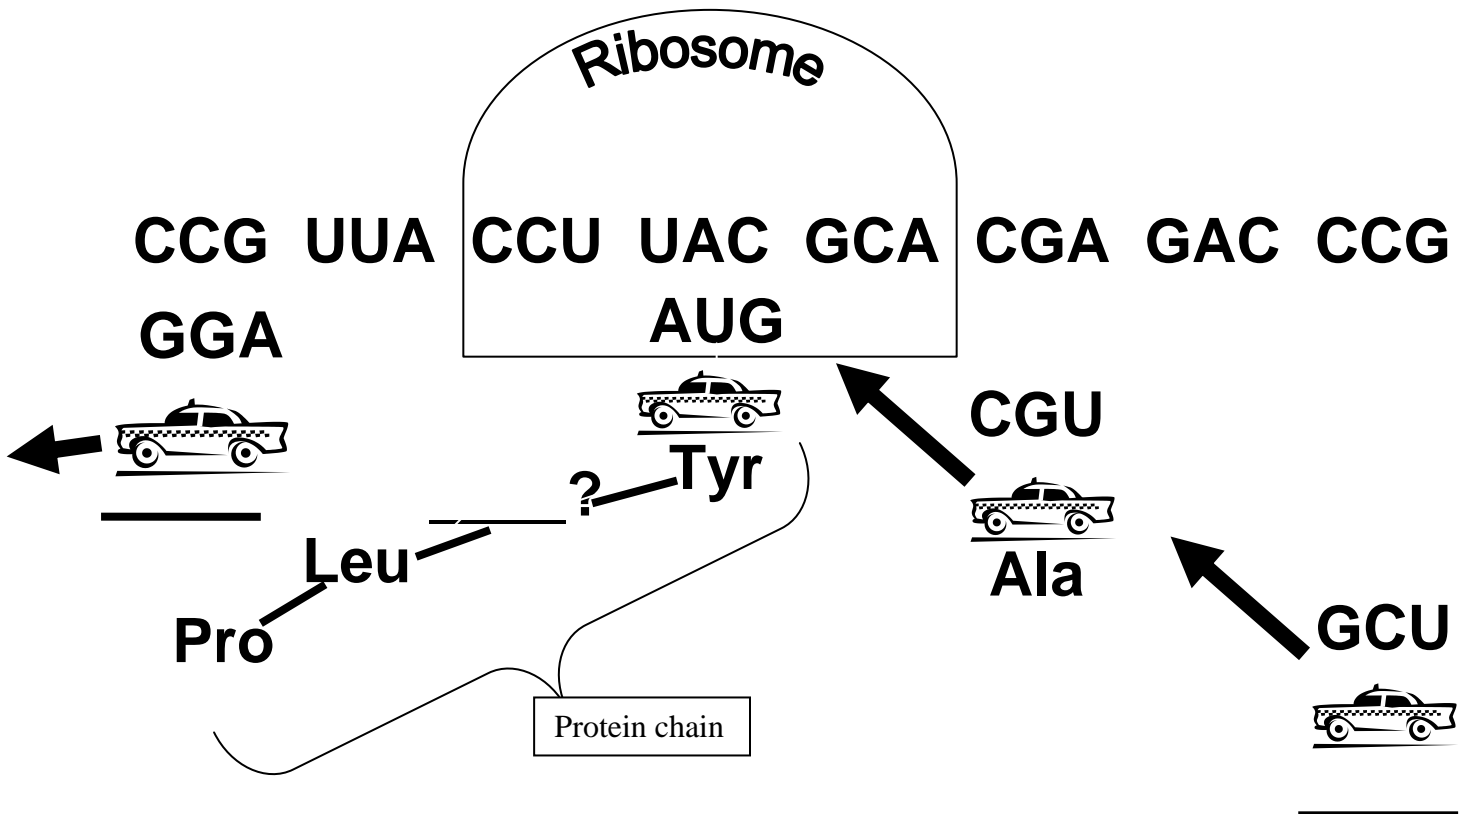 Ribosome
CCG UUA CCU UAC GCA CGA GAC CCG
GGA
AUG
CGU
Tyr
?
Leu
Ala
Pro
GCU
Protein chain